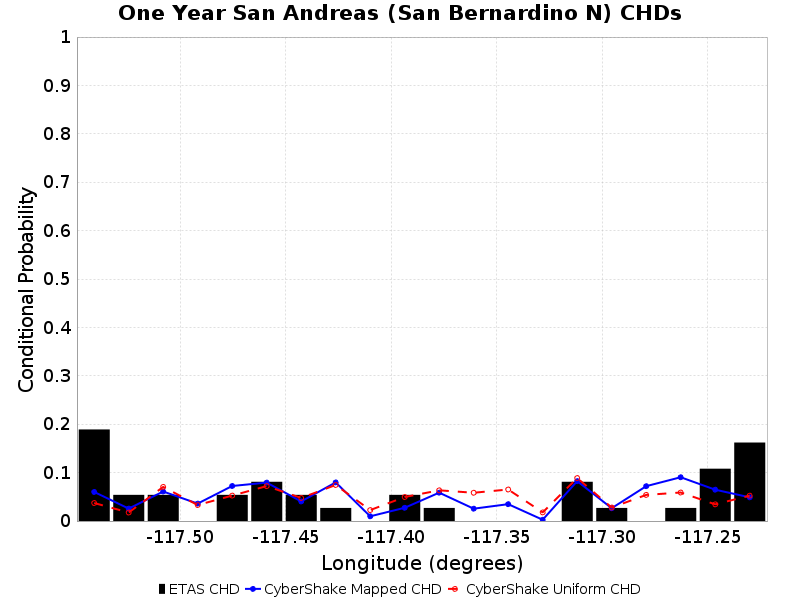 One Year San Andreas (San Bernardino N) CHDs
1
0.9
0.8
0.7
0.6
0.5
0.4
0.3
0.2
0.1
0
Conditional Probability
-117.50 -117.45 -117.40 -117.35 -117.30 -117.25
Longitude (degrees)
ETAS CHD CyberShake Mapped CHD CyberShake Uniform CHD